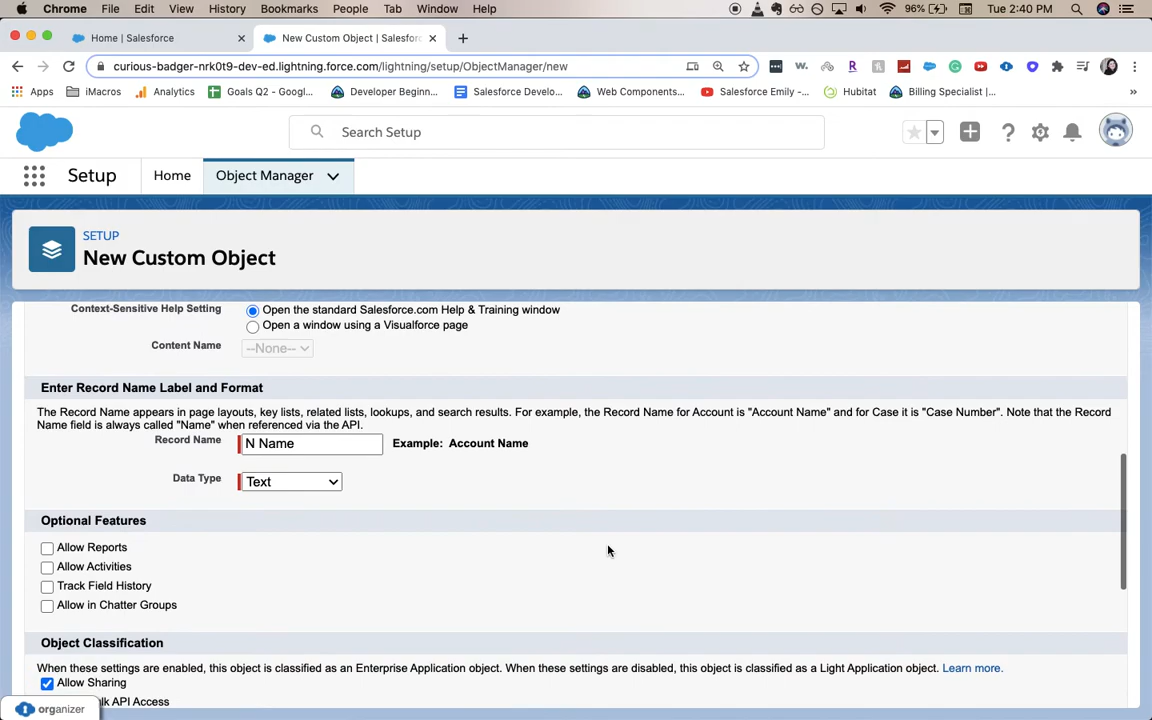 Chrome File Edit View History Bookmarks People Tab Window Help 96% Tue 2:40 PM
Home | Salesforce New Custom Object | Salesfor
curious-badger-nrk0t9-dev-ed.lightning.force.com/lightning/setup/ObjectManager/new
Apps iMacros Analytics Goals Q2 - Googl... Developer Beginn... Salesforce Develo... Web Components... Salesforce Emily -... Hubitat Billing Specialist |... »
Search Setup
Setup Home Object Manager
SETUP
New Custom Object
Context-Sensitive Help Setting Open the standard Salesforce.com Help & Training window
Open a window using a Visualforce page
Content Name --None--
Enter Record Name Label and Format
The Record Name appears in page layouts, key lists, related lists, lookups, and search results. For example, the Record Name for Account is "Account Name" and for Case it is "Case Number". Note that the Record
Name field is always called "Name" when referenced via the API.
Record Name N Name Example: Account Name
Data Type Text
Optional Features
Allow Reports
Allow Activities
Track Field History
Allow in Chatter Groups
Object Classification
When these settings are enabled, this object is classified as an Enterprise Application object. When these settings are disabled, this object is classified as a Light Application object. Learn more.
Allow Sharing
lk API Access
organizer